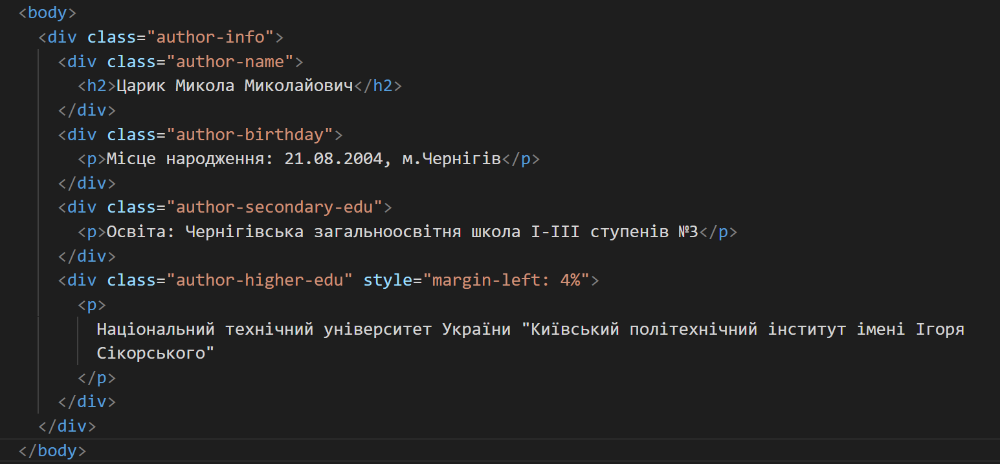 <body>
<div class="author-info">
<div class="author-name">
<h2>Царик Микола Миколайович</h2>
</div>
<div class="author-birthday">
<p>Місце народження: 21.08.2004, м.Чернігів</p>
</div>
<div class="author-secondary-edu">
<p>Освіта: Чернігівська загальноосвітня школа І-ІІІ ступенів №3</p>
</div>
<div class="author-higher-edu" style="margin-left: 4%">
<p>
Національний технічний університет України "Київський політехнічний інститут імені Ігоря
Сікорського"
</p>
</div>
</div>
</body>